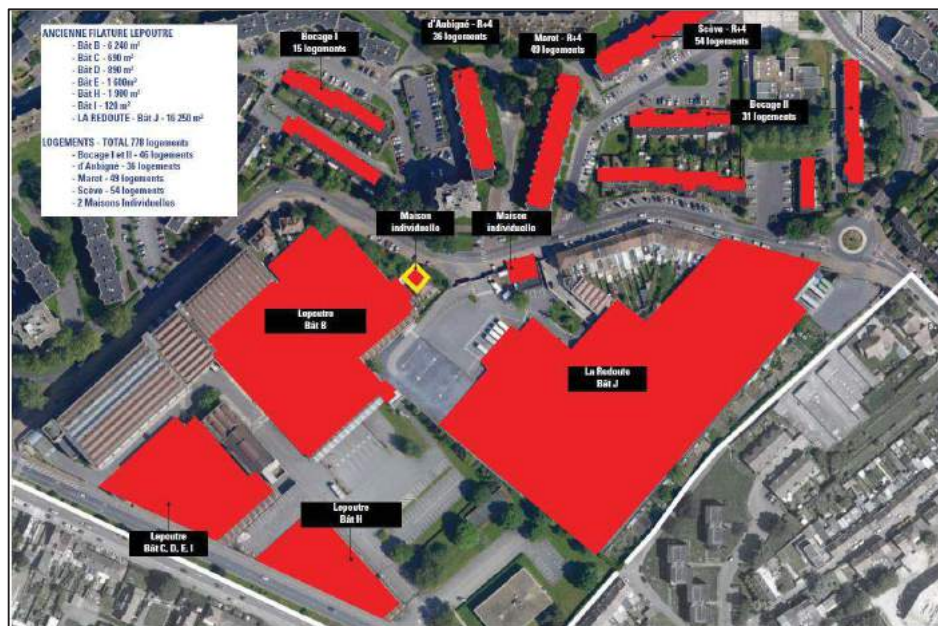 ANCIENNE FILATURE LEPOUTRE
- Bât B - 6 240 m²
- Bât C - 690 m²
- Bât D - 890 m²
- Bât E - 1 600m²
- Bât H - 1 900 m²
- Bât I - 120 m²
- LA REDOUTE - Bât J - 16 250 m²
LOGEMENTS - TOTAL 778 logements
- Bocage I et II - 46 logements
- d'Aubigné - 36 logements
- Marot - 49 logements
- Scève - 54 logements
- 2 Maisons Individuelles
Bocage I
15 logements
d'Aubigné - R+4
36 logements
Marot - R+4
49 logements
Scève - R+4
54 logements
Bocage II
31 logements
Maison
individuelle
Maison
individuelle
Lepoutre
Bât B
La Redoute
Bât J
Lepoutre
Bât H
Lepoutre
Bât C, D, E, I